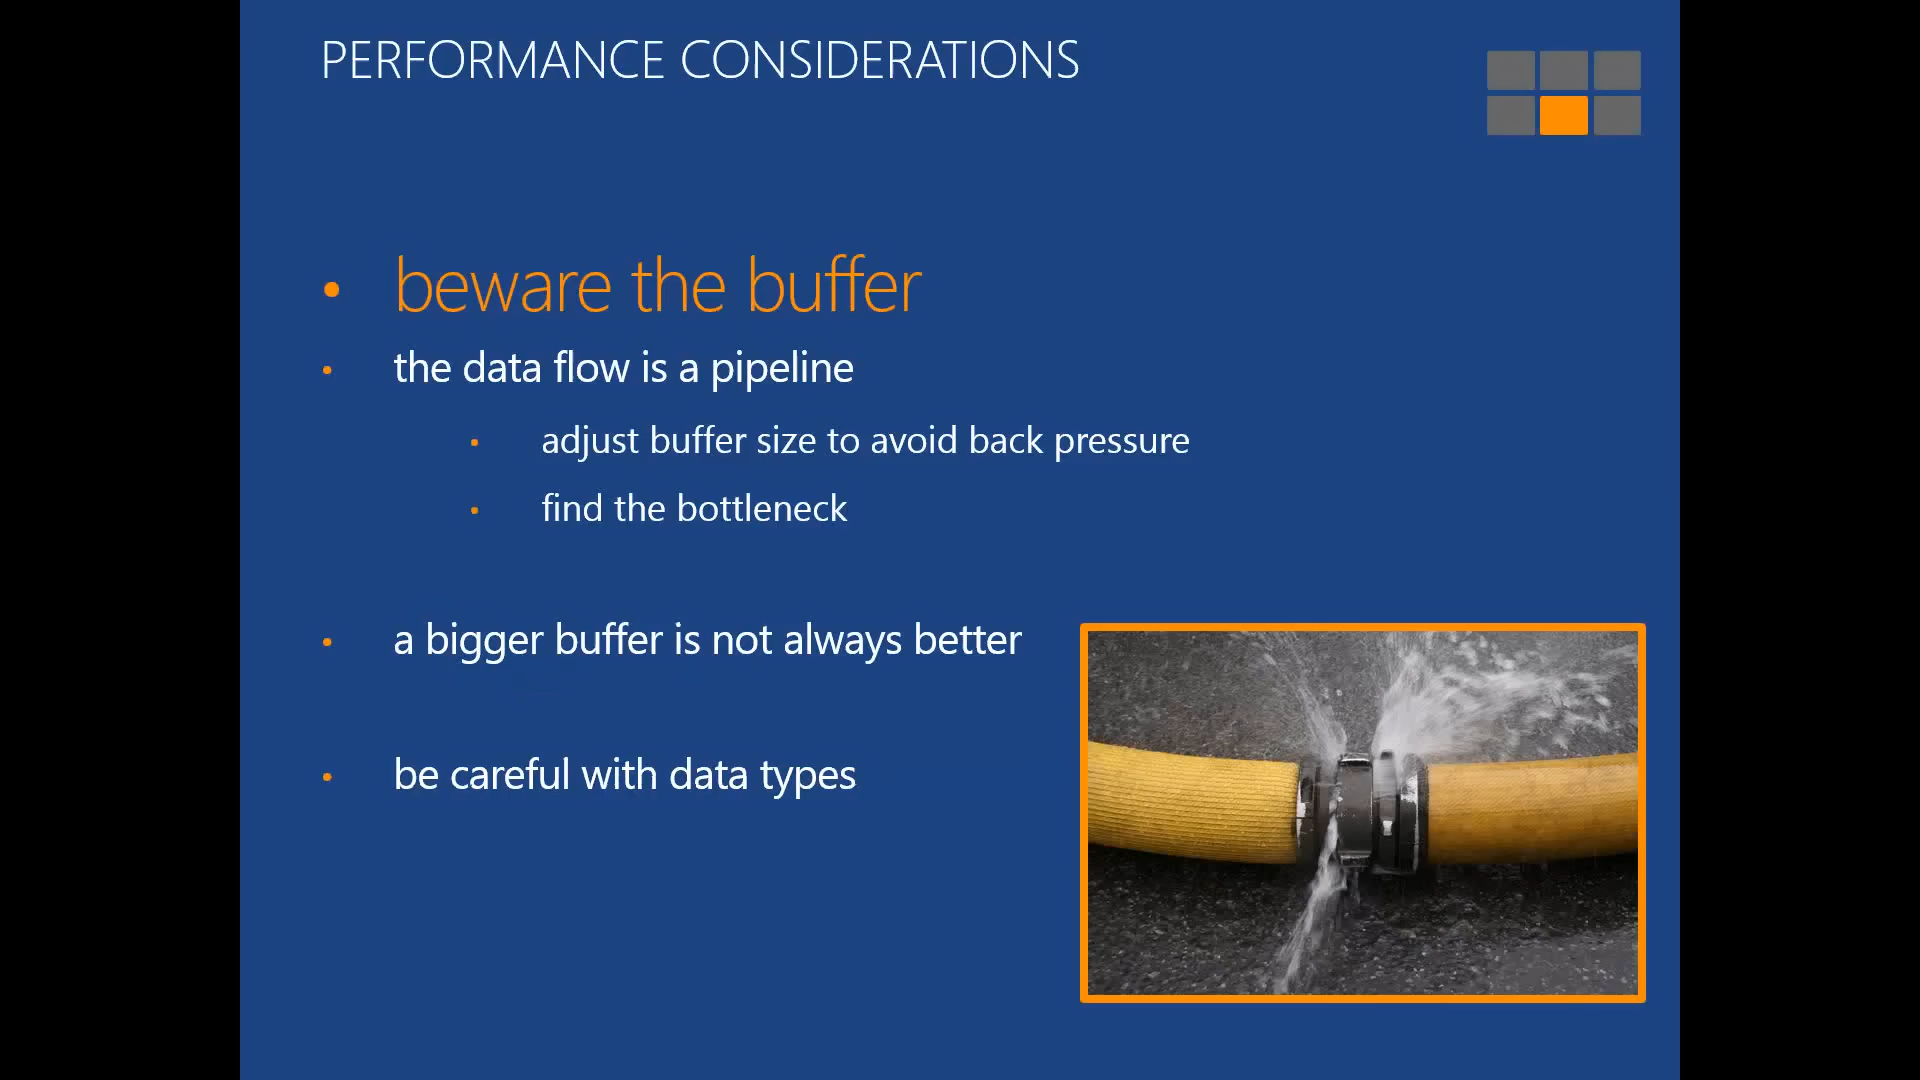 PERFORMANCE CONSIDERATIONS
beware the buffer
the data flow is a pipeline
adjust buffer size to avoid back pressure
find the bottleneck
a bigger buffer is not always better
be careful with data types